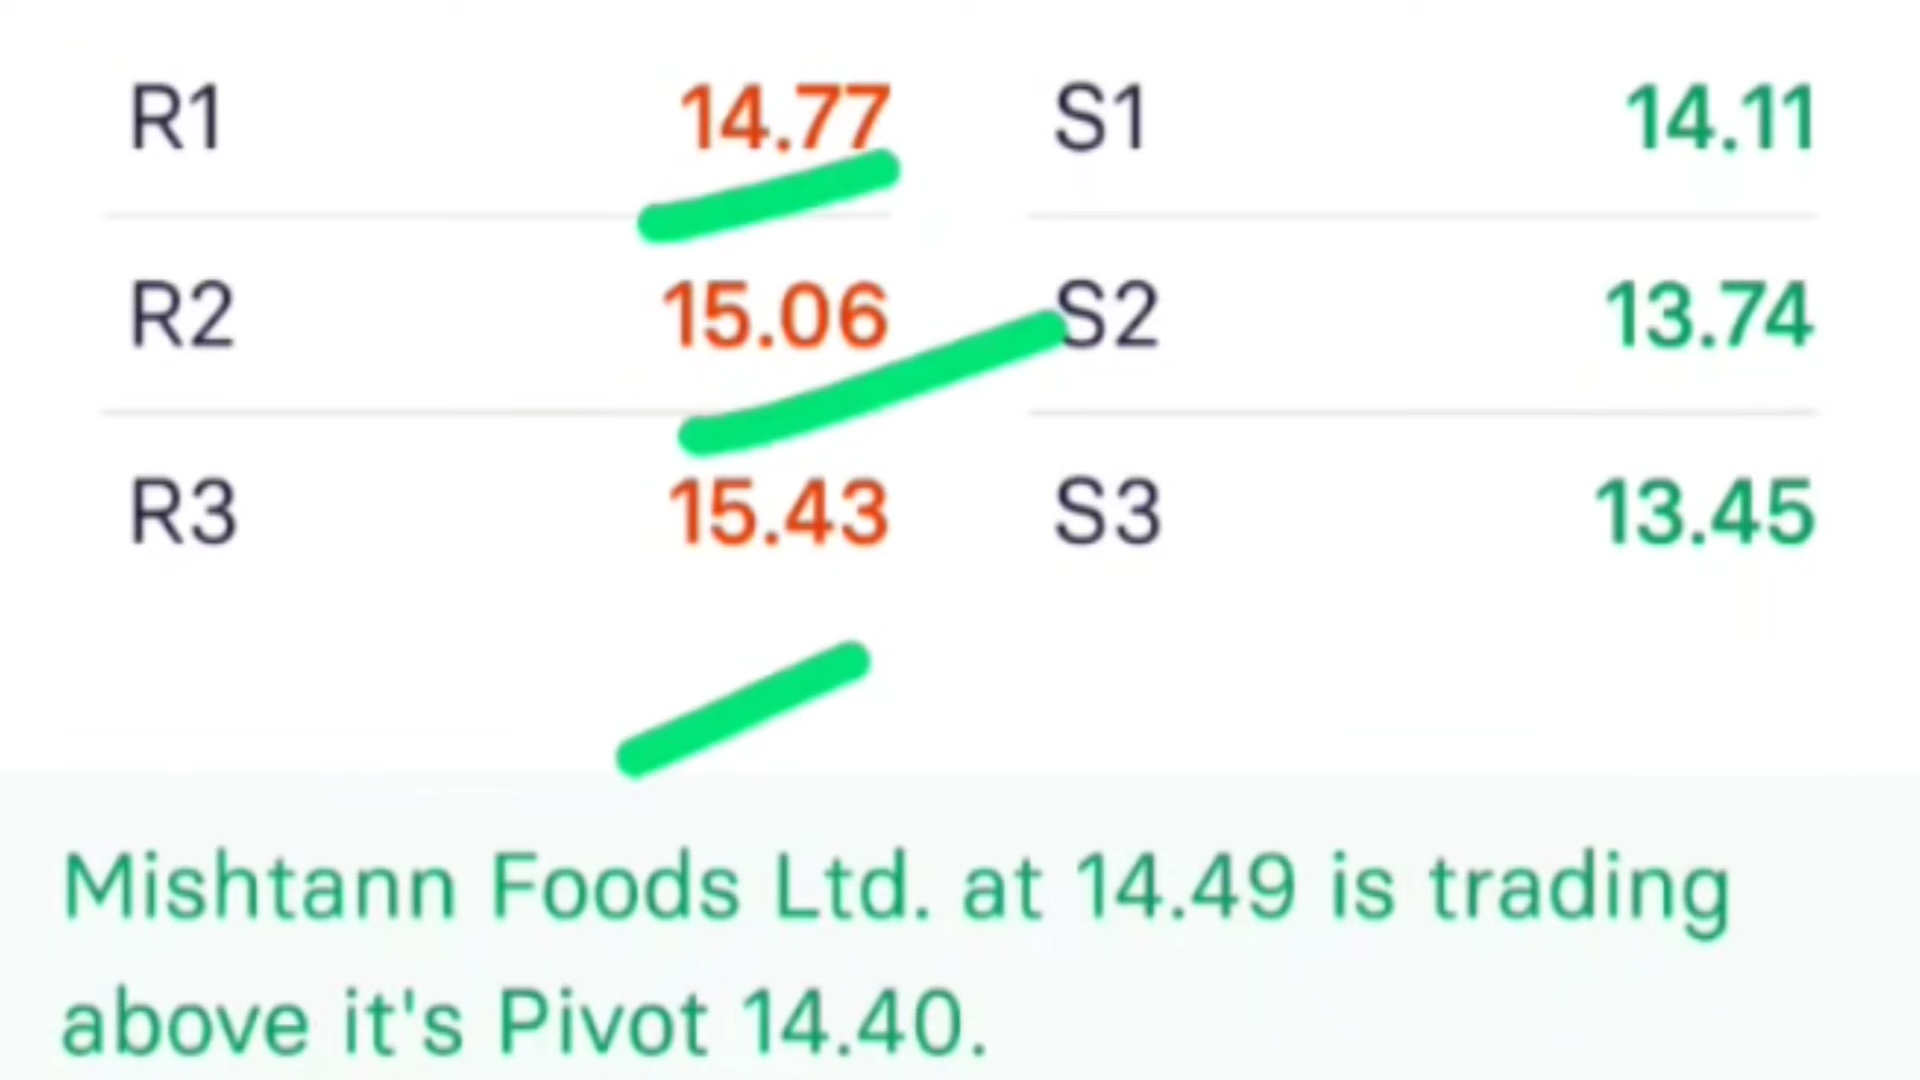 R1 14.77 S1 14.11
R2 15.06 S2 13.74
R3 15.43 S3 13.45
Mishtann Foods Ltd. at 14.49 is trading
above it's Pivot 14.40.